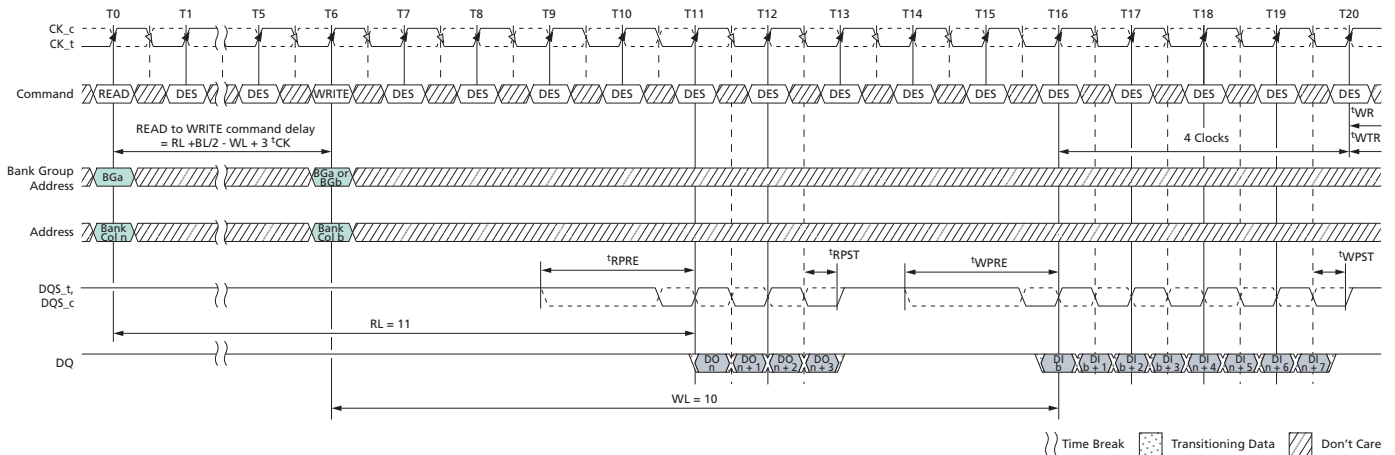 T0 T1 T5 T6 T7 T8 T9 T10 T11 T12 T13 T14 T15 T16 T17 T18 T19 T20
CK_c
CK_t
Command READ DES DES WRITE DES DES DES DES DES DES DES DES DES DES DES DES DES DES
tWR
READ to WRITE command delay
= RL +BL/2 - WL + 3 tCK
4 Clocks
tWTR
Bank Group
Address
BGa
BGa or
BGb
Address
Bank
Col n
Bank
Col b
tRPRE tRPST tWPRE tWPST
DQS_t,
DQS_c
RL = 11
DQ
DO
n
DO
n + 1
DO
n + 2
DO
n + 3
DI
b
DI
b + 1
DI
b + 2
DI
b + 3
DI
n + 4
DI
n + 5
DI
n + 6
DI
n + 7
WL = 10
Time Break Transitioning Data Don't Care